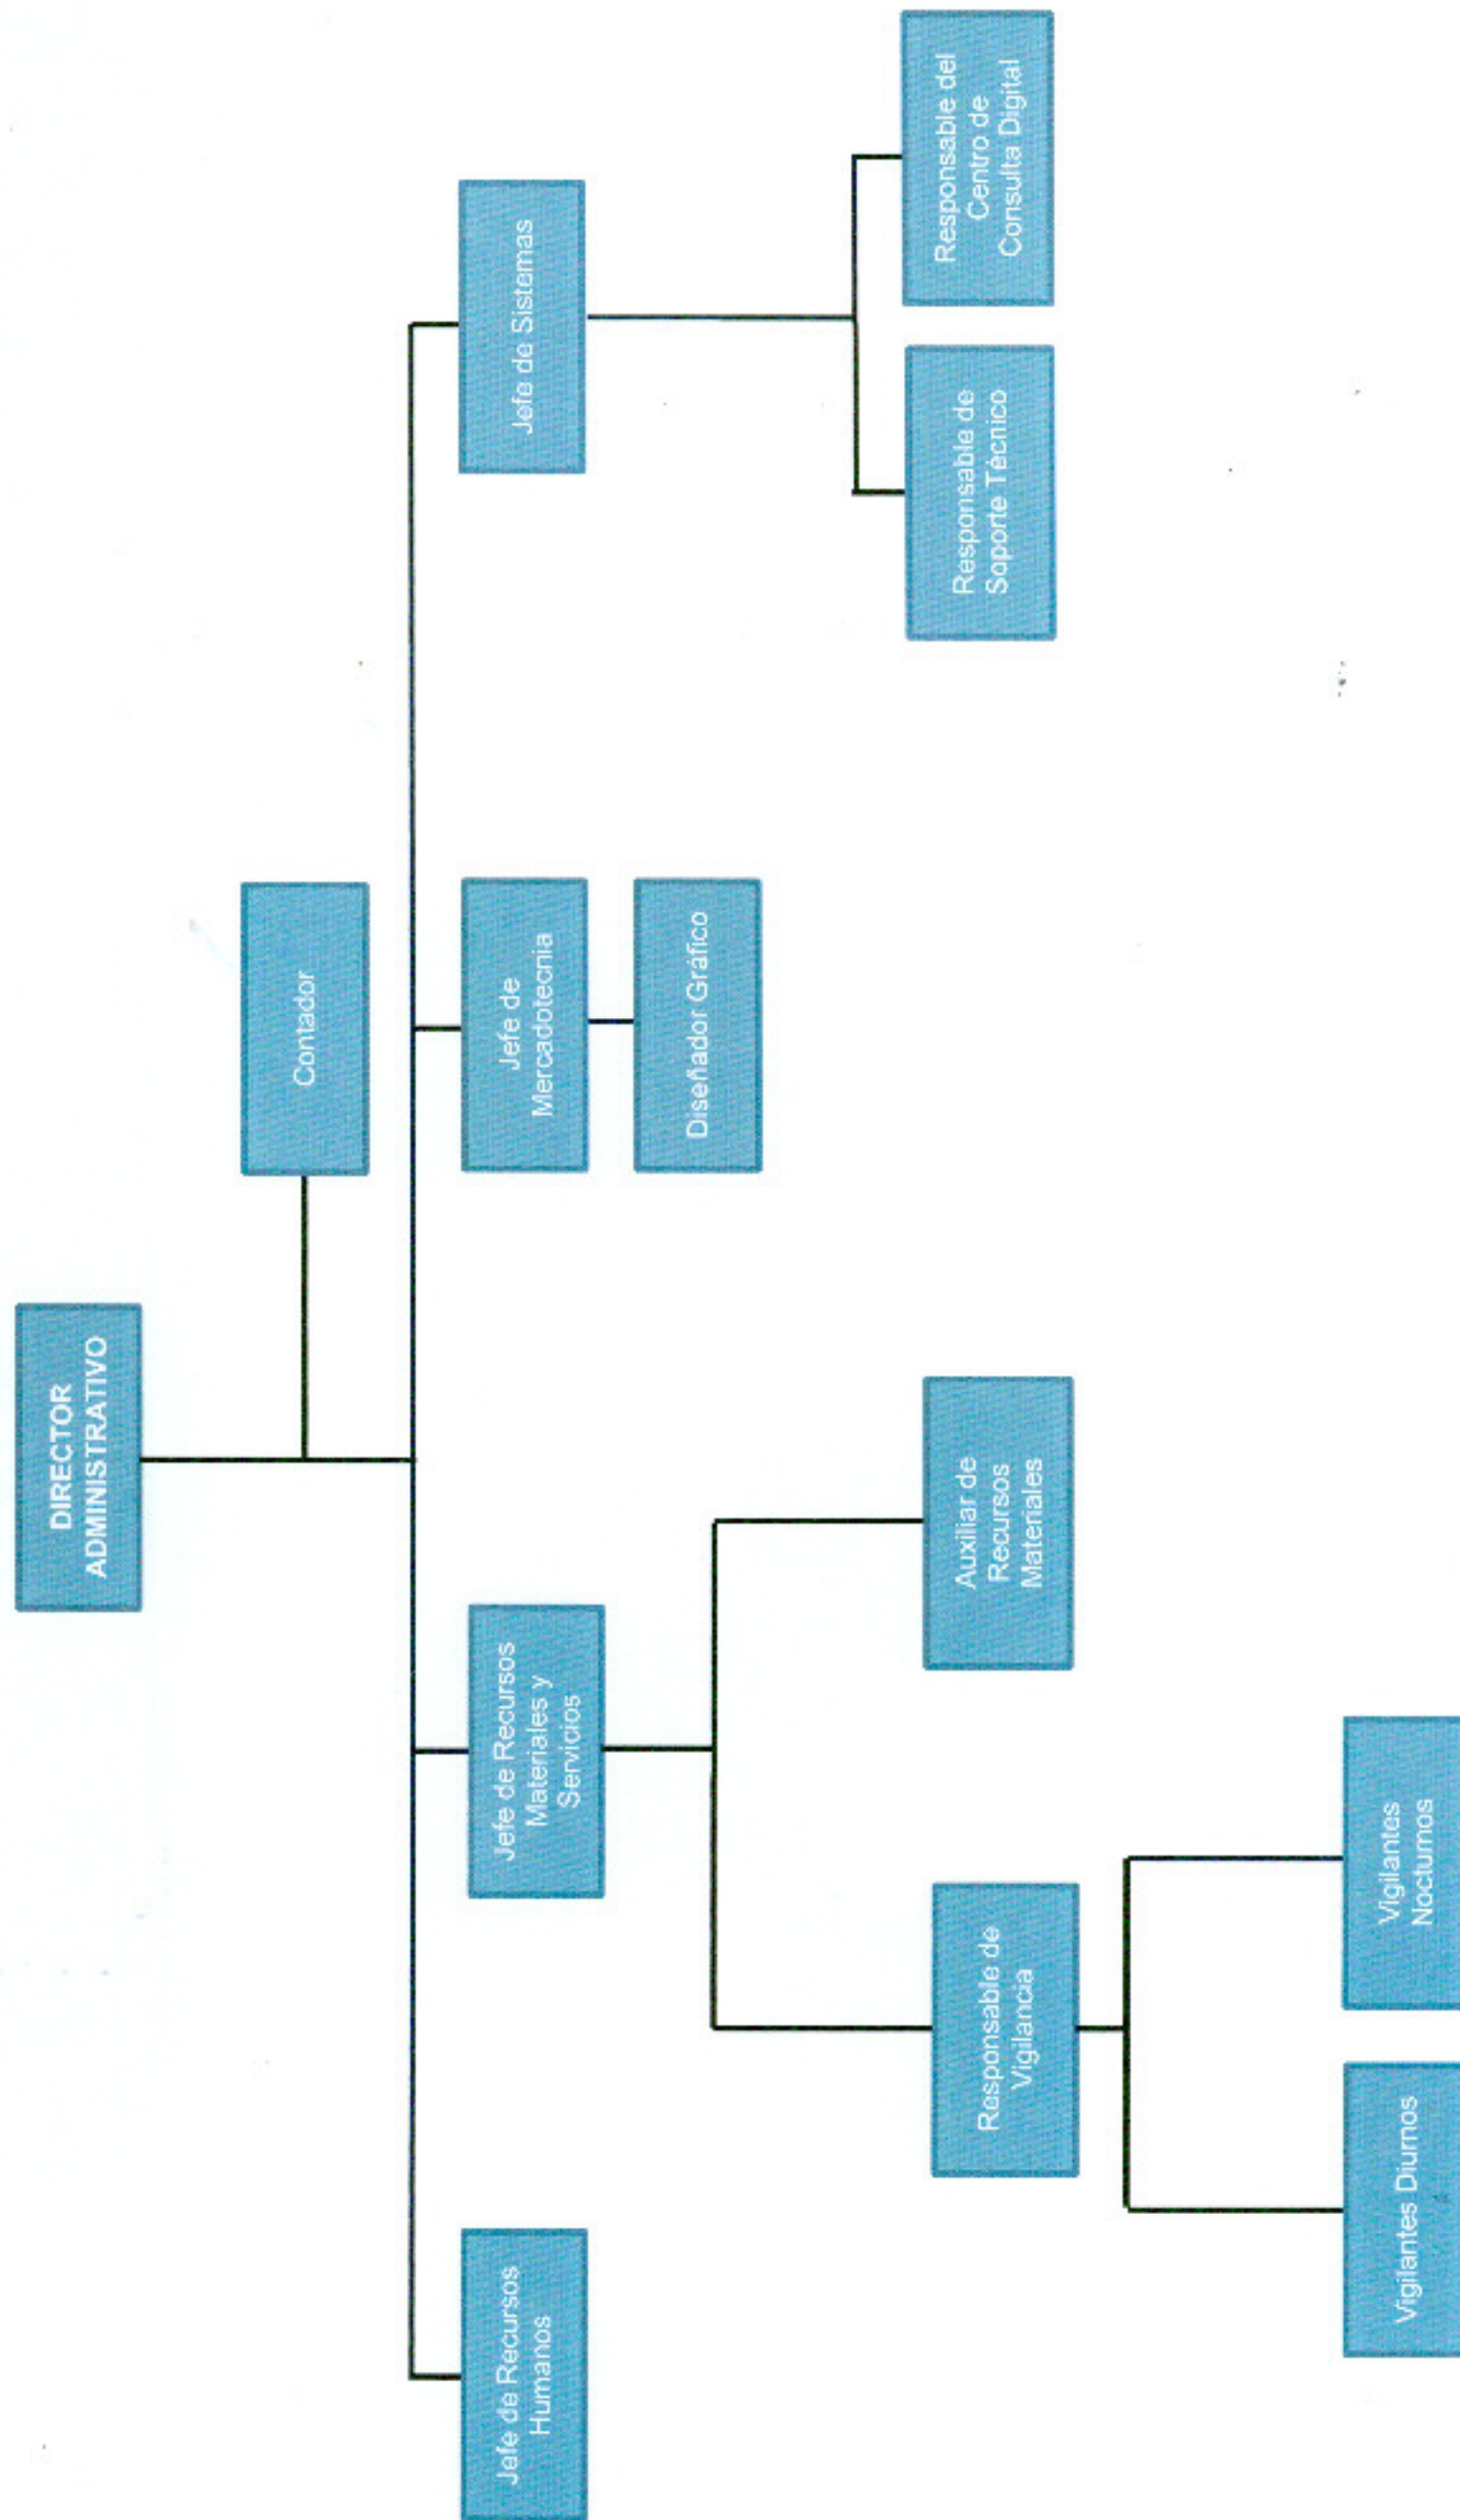 DIRECTOR
ADMINISTRATIVO
Contador
Jefe de Recursos
Humanos
Jefe de Recursos
Materiales y
Servicios
Jefe de
Mercadotecnia
Jefe de Sistemas
Diseñador Gráfico
Responsable de
Vigilancia
Auxiliar de
Recursos
Materiales
Responsable de
Soporte Técnico
Responsable del
Centro de
Consulta Digital
Vigilantes Diurnos
Vigilantes
Nocturnos